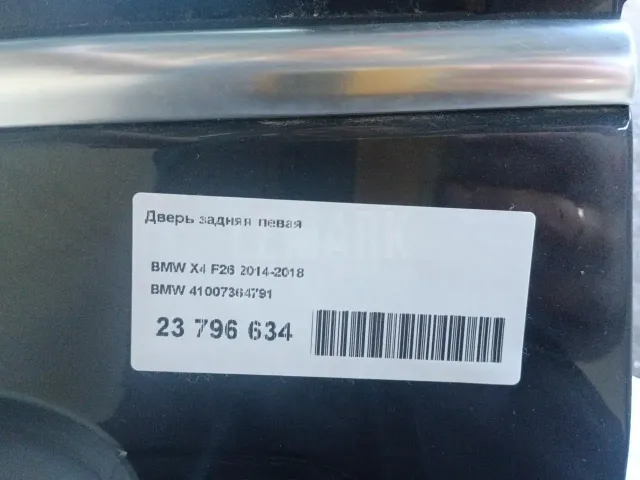 Дверь задняя левая
BMW X4 F26 2014-2018
BMW 41007364791
23 796 634